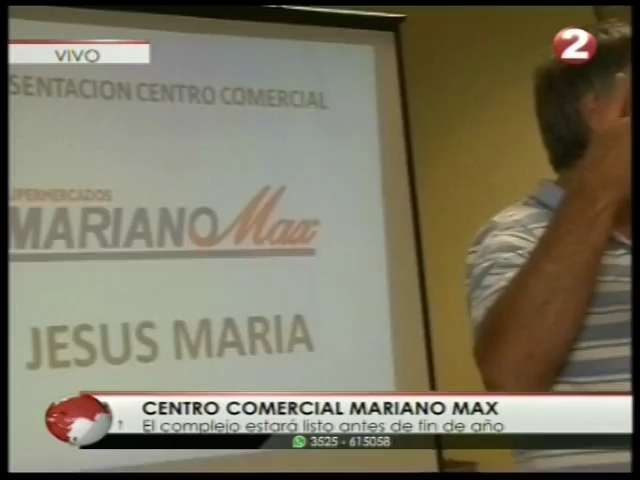 VIVO
2
SENTACION CENTRO COMERCIAL
UPERMERCADOS
MARIANO Max
JESUS MARIA
CENTRO COMERCIAL MARIANO MAX
El complejo estará listo antes de fin de año
3525 - 615058